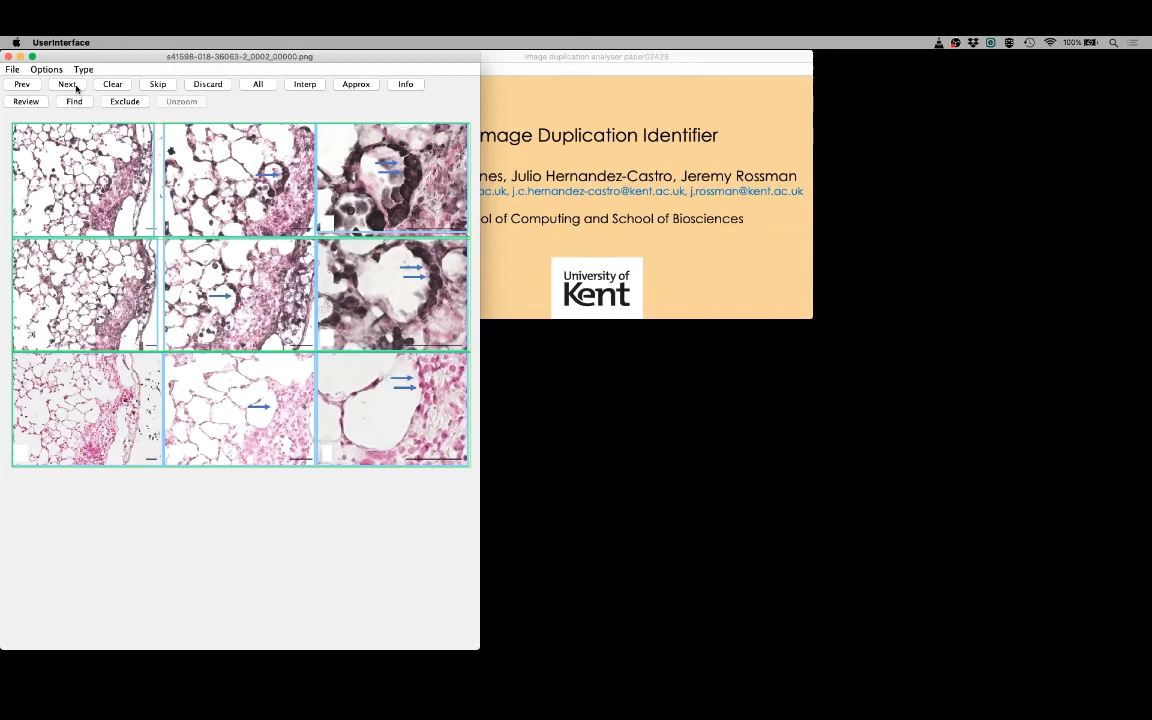 UserInterface
100%
s41598-018-36063-2_0002_00000.png
Image duplication analyser paper02429
File Options Type
Prev Next Clear Skip Discard All Interp Approx Info
Review Find Exclude Unzoom
mage Duplication Identifier
nes, Julio Hernandez-Castro, Jeremy Rossman
ac.uk, j.c.hernandez-castro@kent.ac.uk, j.rossman@kent.ac.uk
ol of Computing and School of Biosciences
University of
Kent